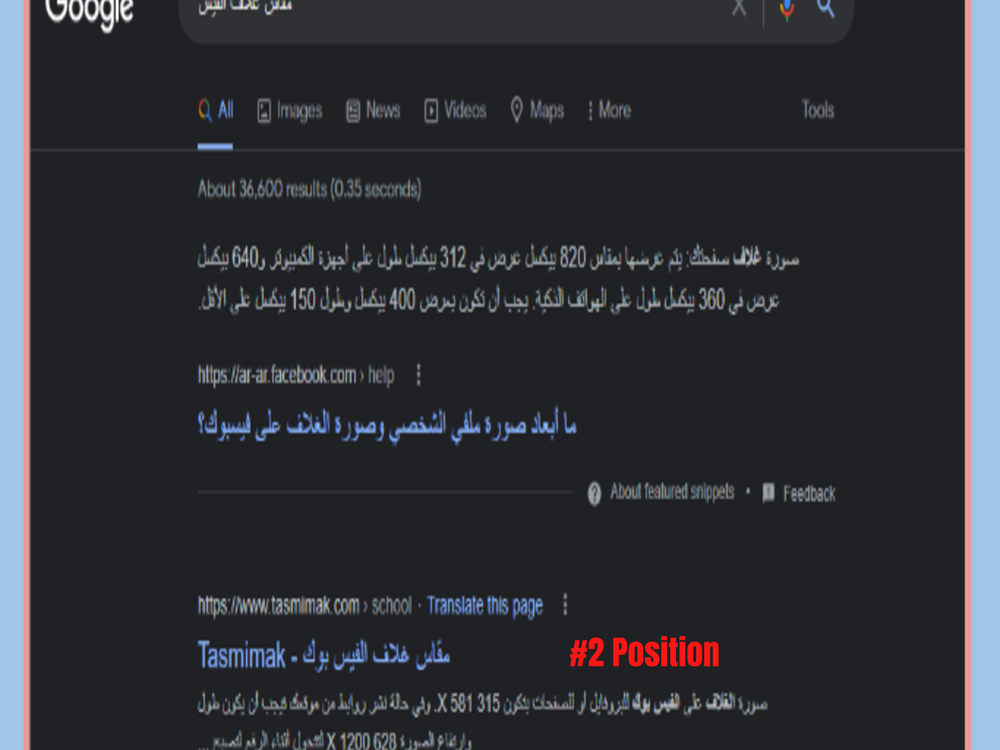 Google
مقاس غلاف الفيس
All Images News Videos Maps More Tools
About 36,600 results (0.35 seconds)
صورة غلاف صفحتك: يتم عرضها بمقاس 820 بيكسل عرض في 312 بيكسل طول على أجهزة الكمبيوتر و640 بيكسل
عرض في 360 بيكسل طول على الهواتف الذكية. يجب أن تكون بعرض 400 بيكسل وطول 150 بيكسل على الأقل.
https://ar-ar.facebook.com › help
ما أبعاد صورة ملفي الشخصي وصورة الغلاف على فيسبوك؟
About featured snippets • Feedback
https://www.tasmimak.com › school · Translate this page
مقاس غلاف الفيس بوك - Tasmimak
#2 Position
صورة الغلاف على الفيس بوك للبروفايل أو للصفحات بتكون 315 X 581. وفي حالة نشر روابط من موقعك فيجب أن يكون طول
وارتفاع الصورة 628 X 1200 لتتحول أثناء الرفع لتصبح ...